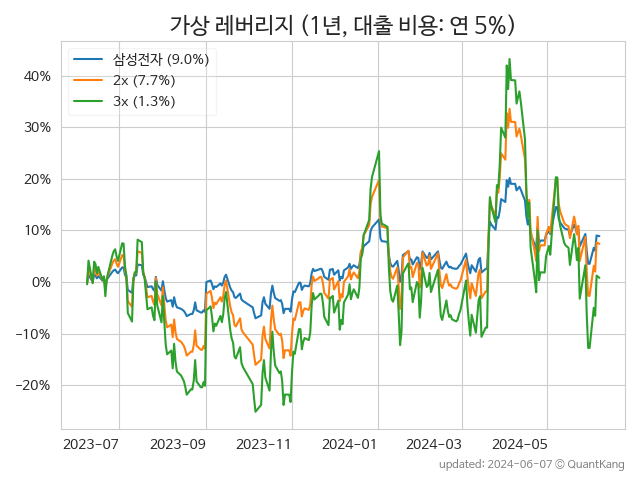 가상 레버리지 (1년, 대출 비용: 연 5%)
삼성전자 (9.0%)
2x (7.7%)
3x (1.3%)
40%
30%
20%
10%
0%
−10%
−20%
2023-07
2023-09
2023-11
2024-01
2024-03
2024-05
updated: 2024-06-07 © QuantKang